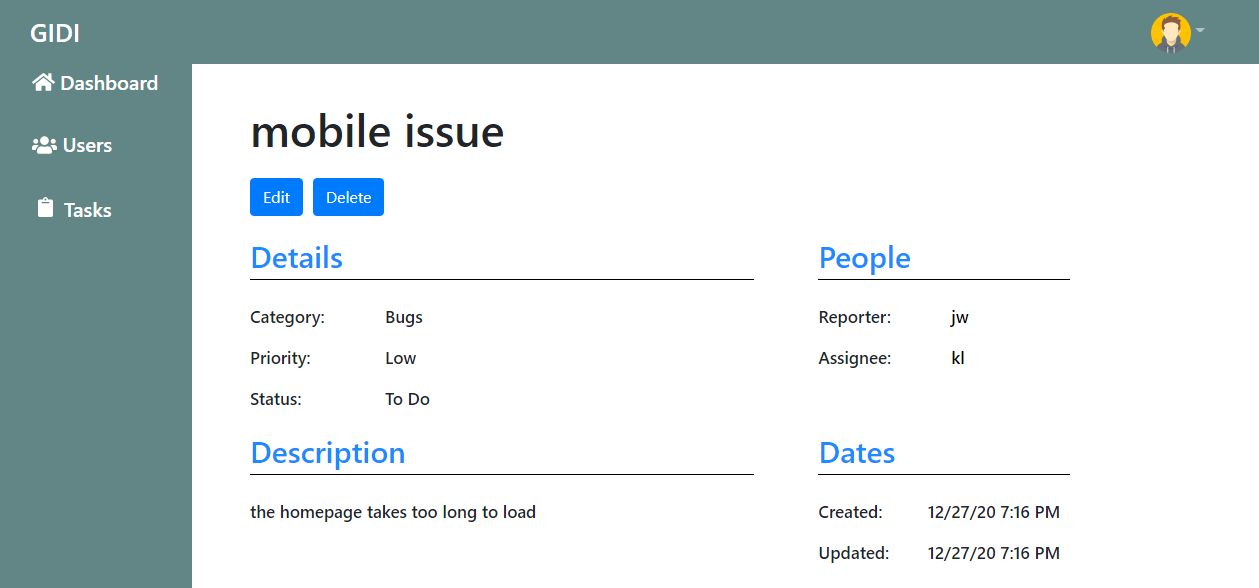 GIDI
Dashboard
Users
Tasks
mobile issue
Edit Delete
Details
Category: Bugs
Priority: Low
Status: To Do
People
Reporter: jw
Assignee: kl
Description
the homepage takes too long to load
Dates
Created: 12/27/20 7:16 PM
Updated: 12/27/20 7:16 PM